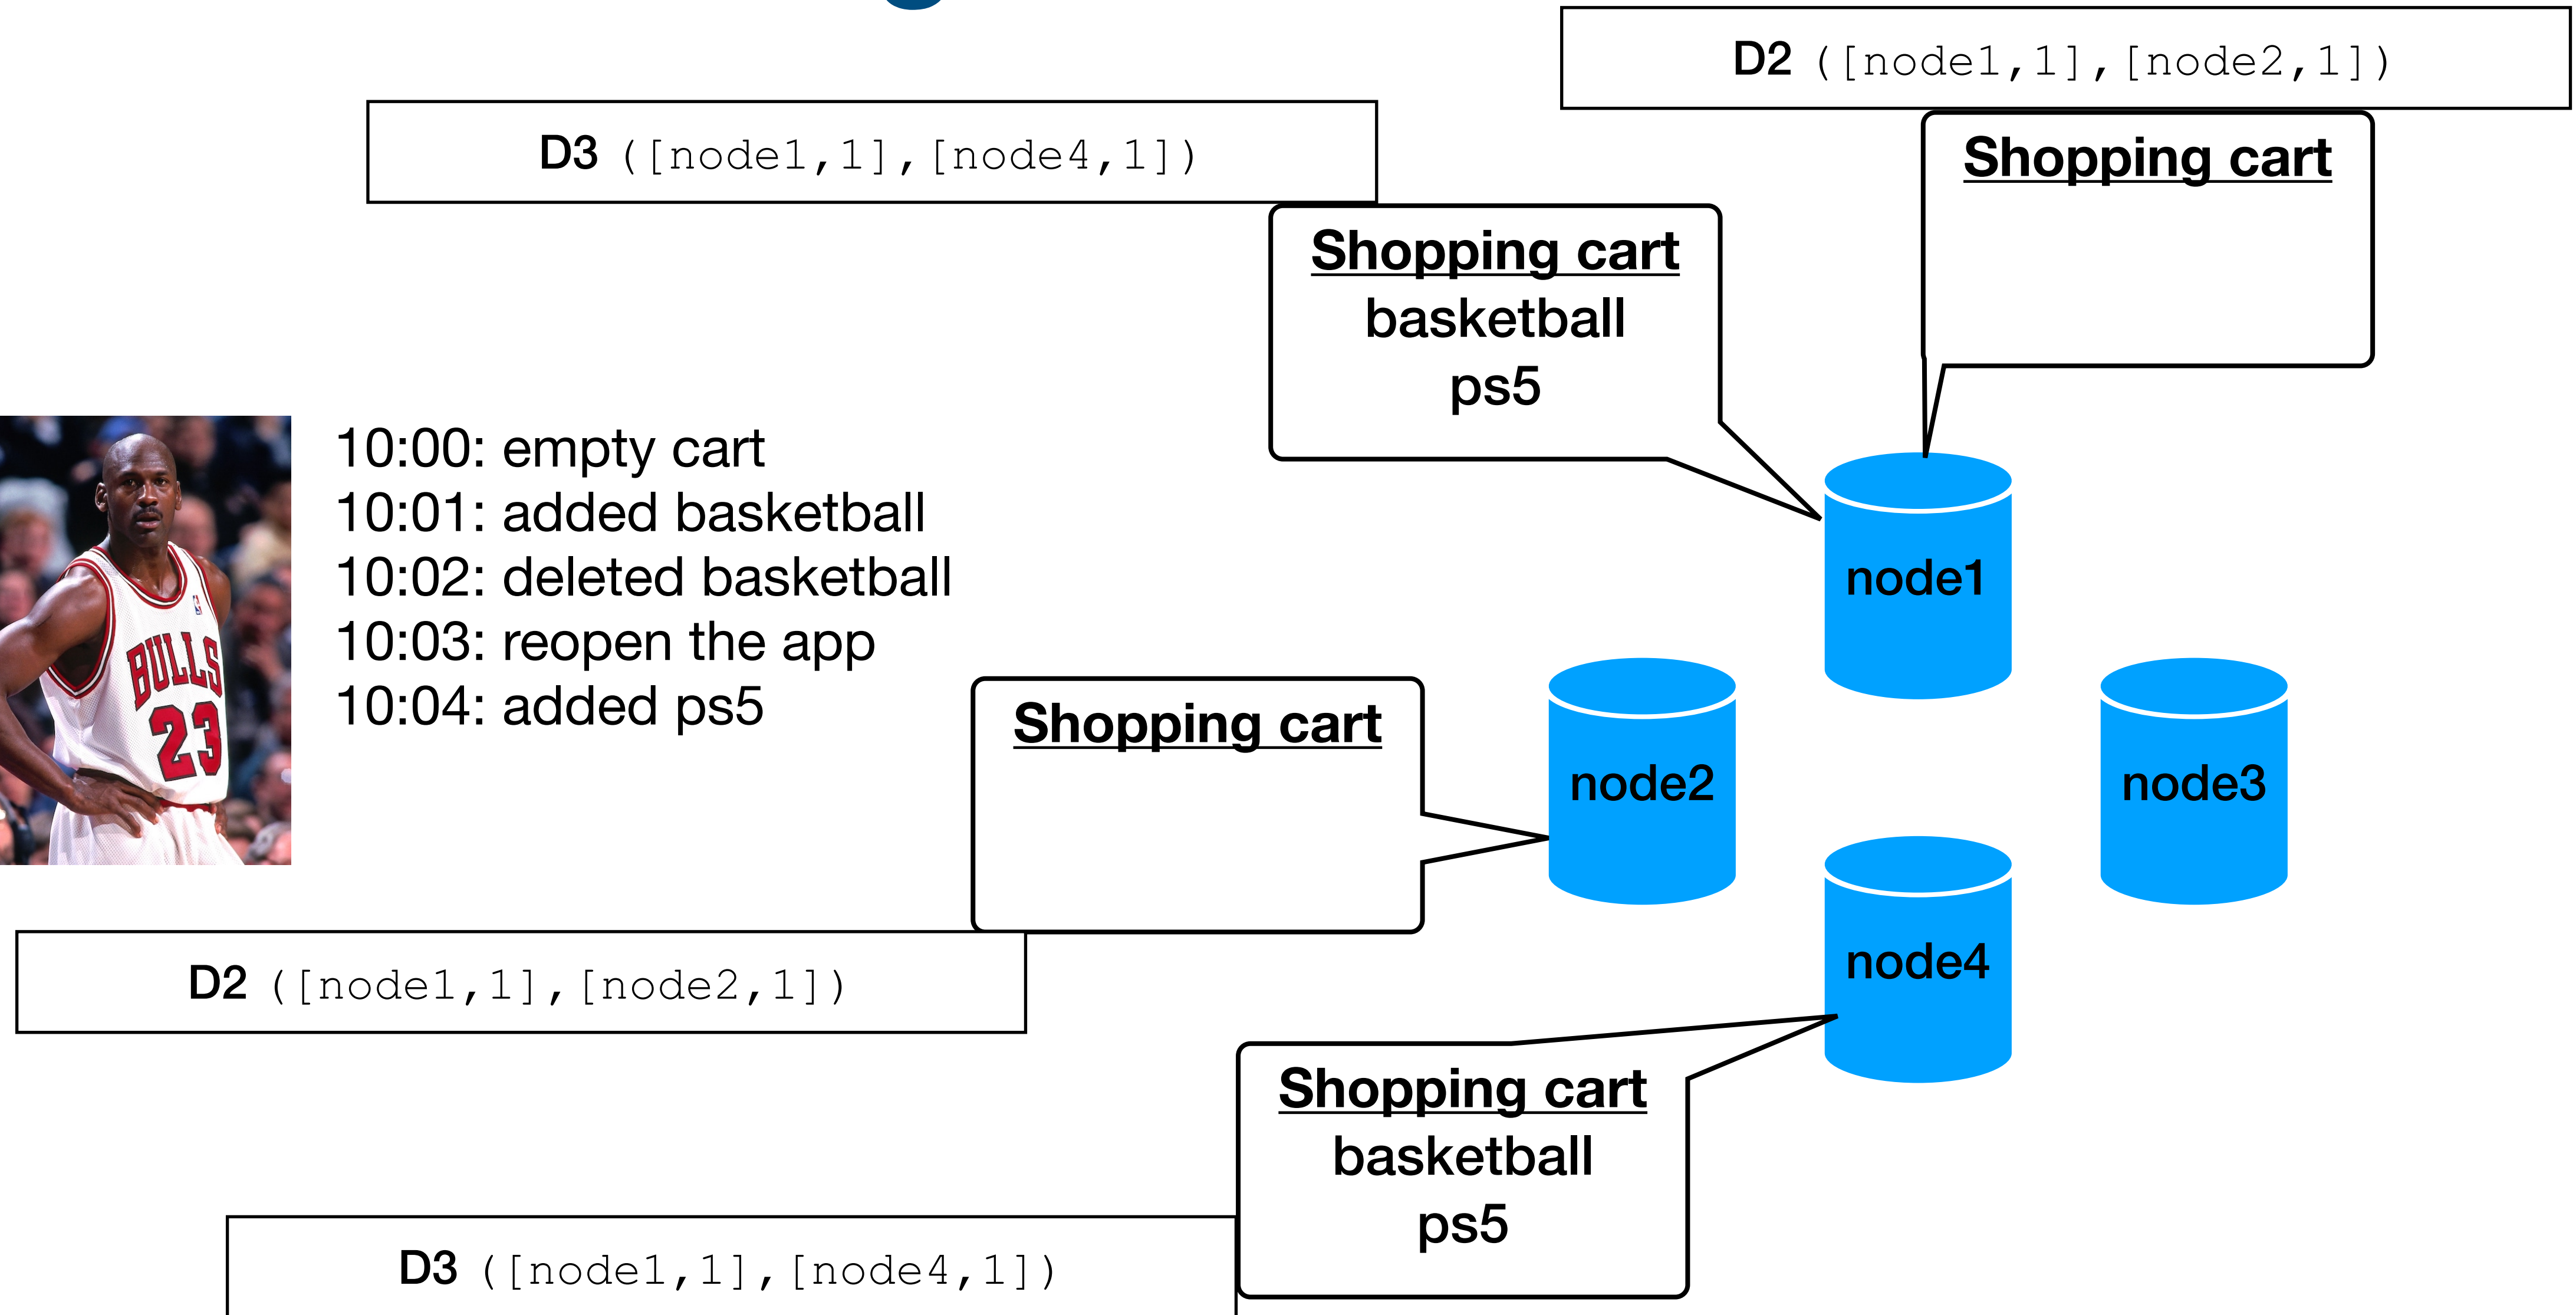 D2 ([node1,1],[node2,1])
D3 ([node1,1],[node4,1])
Shopping cart
Shopping cart
basketball
ps5
10:00: empty cart
10:01: added basketball
10:02: deleted basketball
10:03: reopen the app
10:04: added ps5
BULLS
23
node1
Shopping cart
node2
node3
D2 ([node1,1],[node2,1])
node4
Shopping cart
basketball
ps5
D3 ([node1,1],[node4,1])